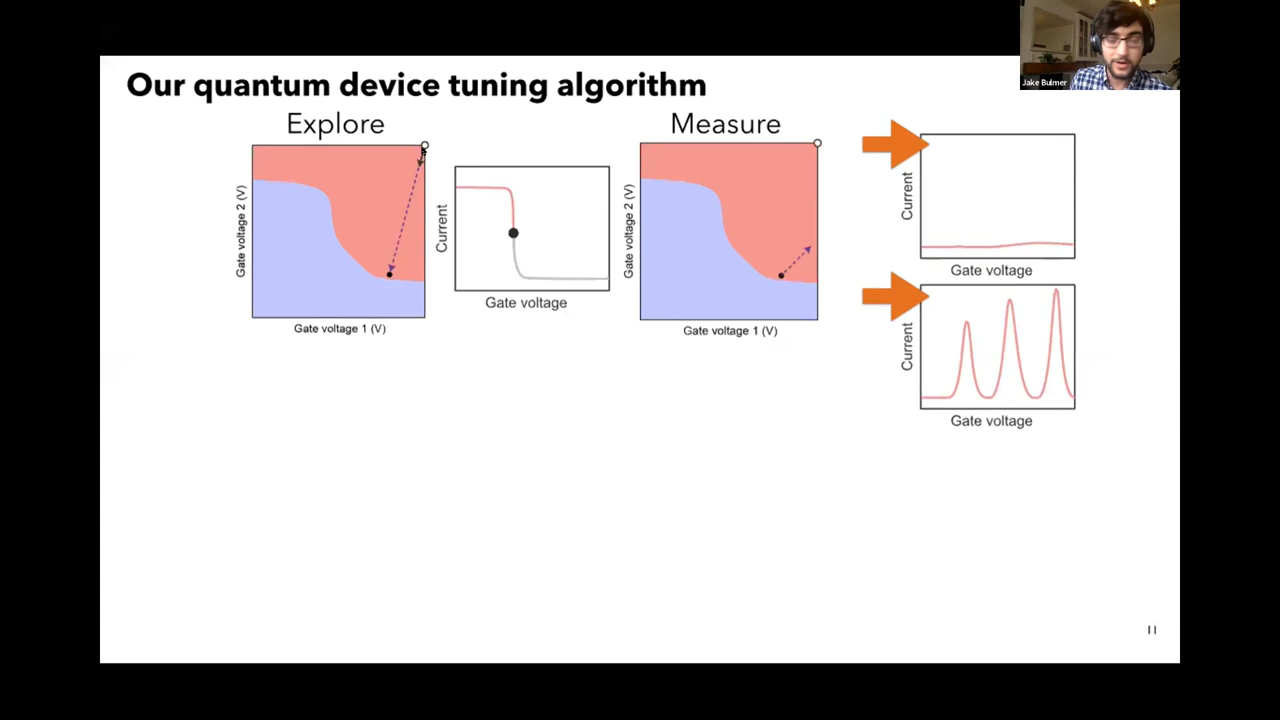 Jake Bulmer
Our quantum device tuning algorithm
Explore
Gate voltage 2 (V)
Gate voltage 1 (V)
Current
Gate voltage
Measure
Gate voltage 2 (V)
Gate voltage 1 (V)
Current
Gate voltage
Current
Gate voltage
11